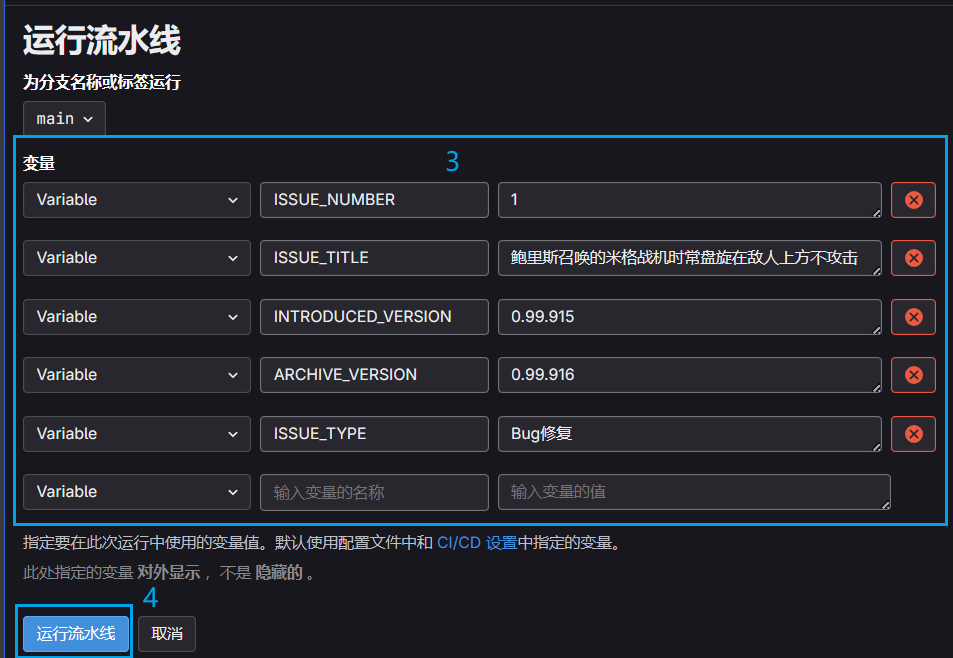 运行流水线
为分支名称或标签运行
main
变量 3
Variable ISSUE_NUMBER 1
Variable ISSUE_TITLE 鲍里斯召唤的米格战机时常盘旋在敌人上方不攻击
Variable INTRODUCED_VERSION 0.99.915
Variable ARCHIVE_VERSION 0.99.916
Variable ISSUE_TYPE Bug修复
Variable 输入变量的名称 输入变量的值
指定要在此次运行中使用的变量值。默认使用配置文件中和 CI/CD 设置中指定的变量。
此处指定的变量 对外显示 ，不是 隐藏的 。
4
运行流水线 取消